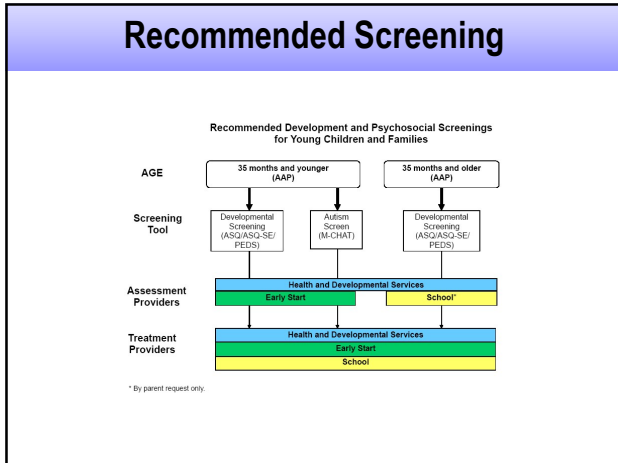 Recommended Screening
Recommended Development and Psychosocial Screenings
for Young Children and Families
AGE
35 months and younger
(AAP)
35 months and older
(AAP)
Screening
Tool
Developmental
Screening
(ASQ/ASQ-SE/
PEDS)
Autism
Screen
(M-CHAT)
Developmental
Screening
(ASQ/ASQ-SE/
PEDS)
Assessment
Providers
Health and Developmental Services
Early Start
School*
Treatment
Providers
Health and Developmental Services
Early Start
School
* By parent request only.